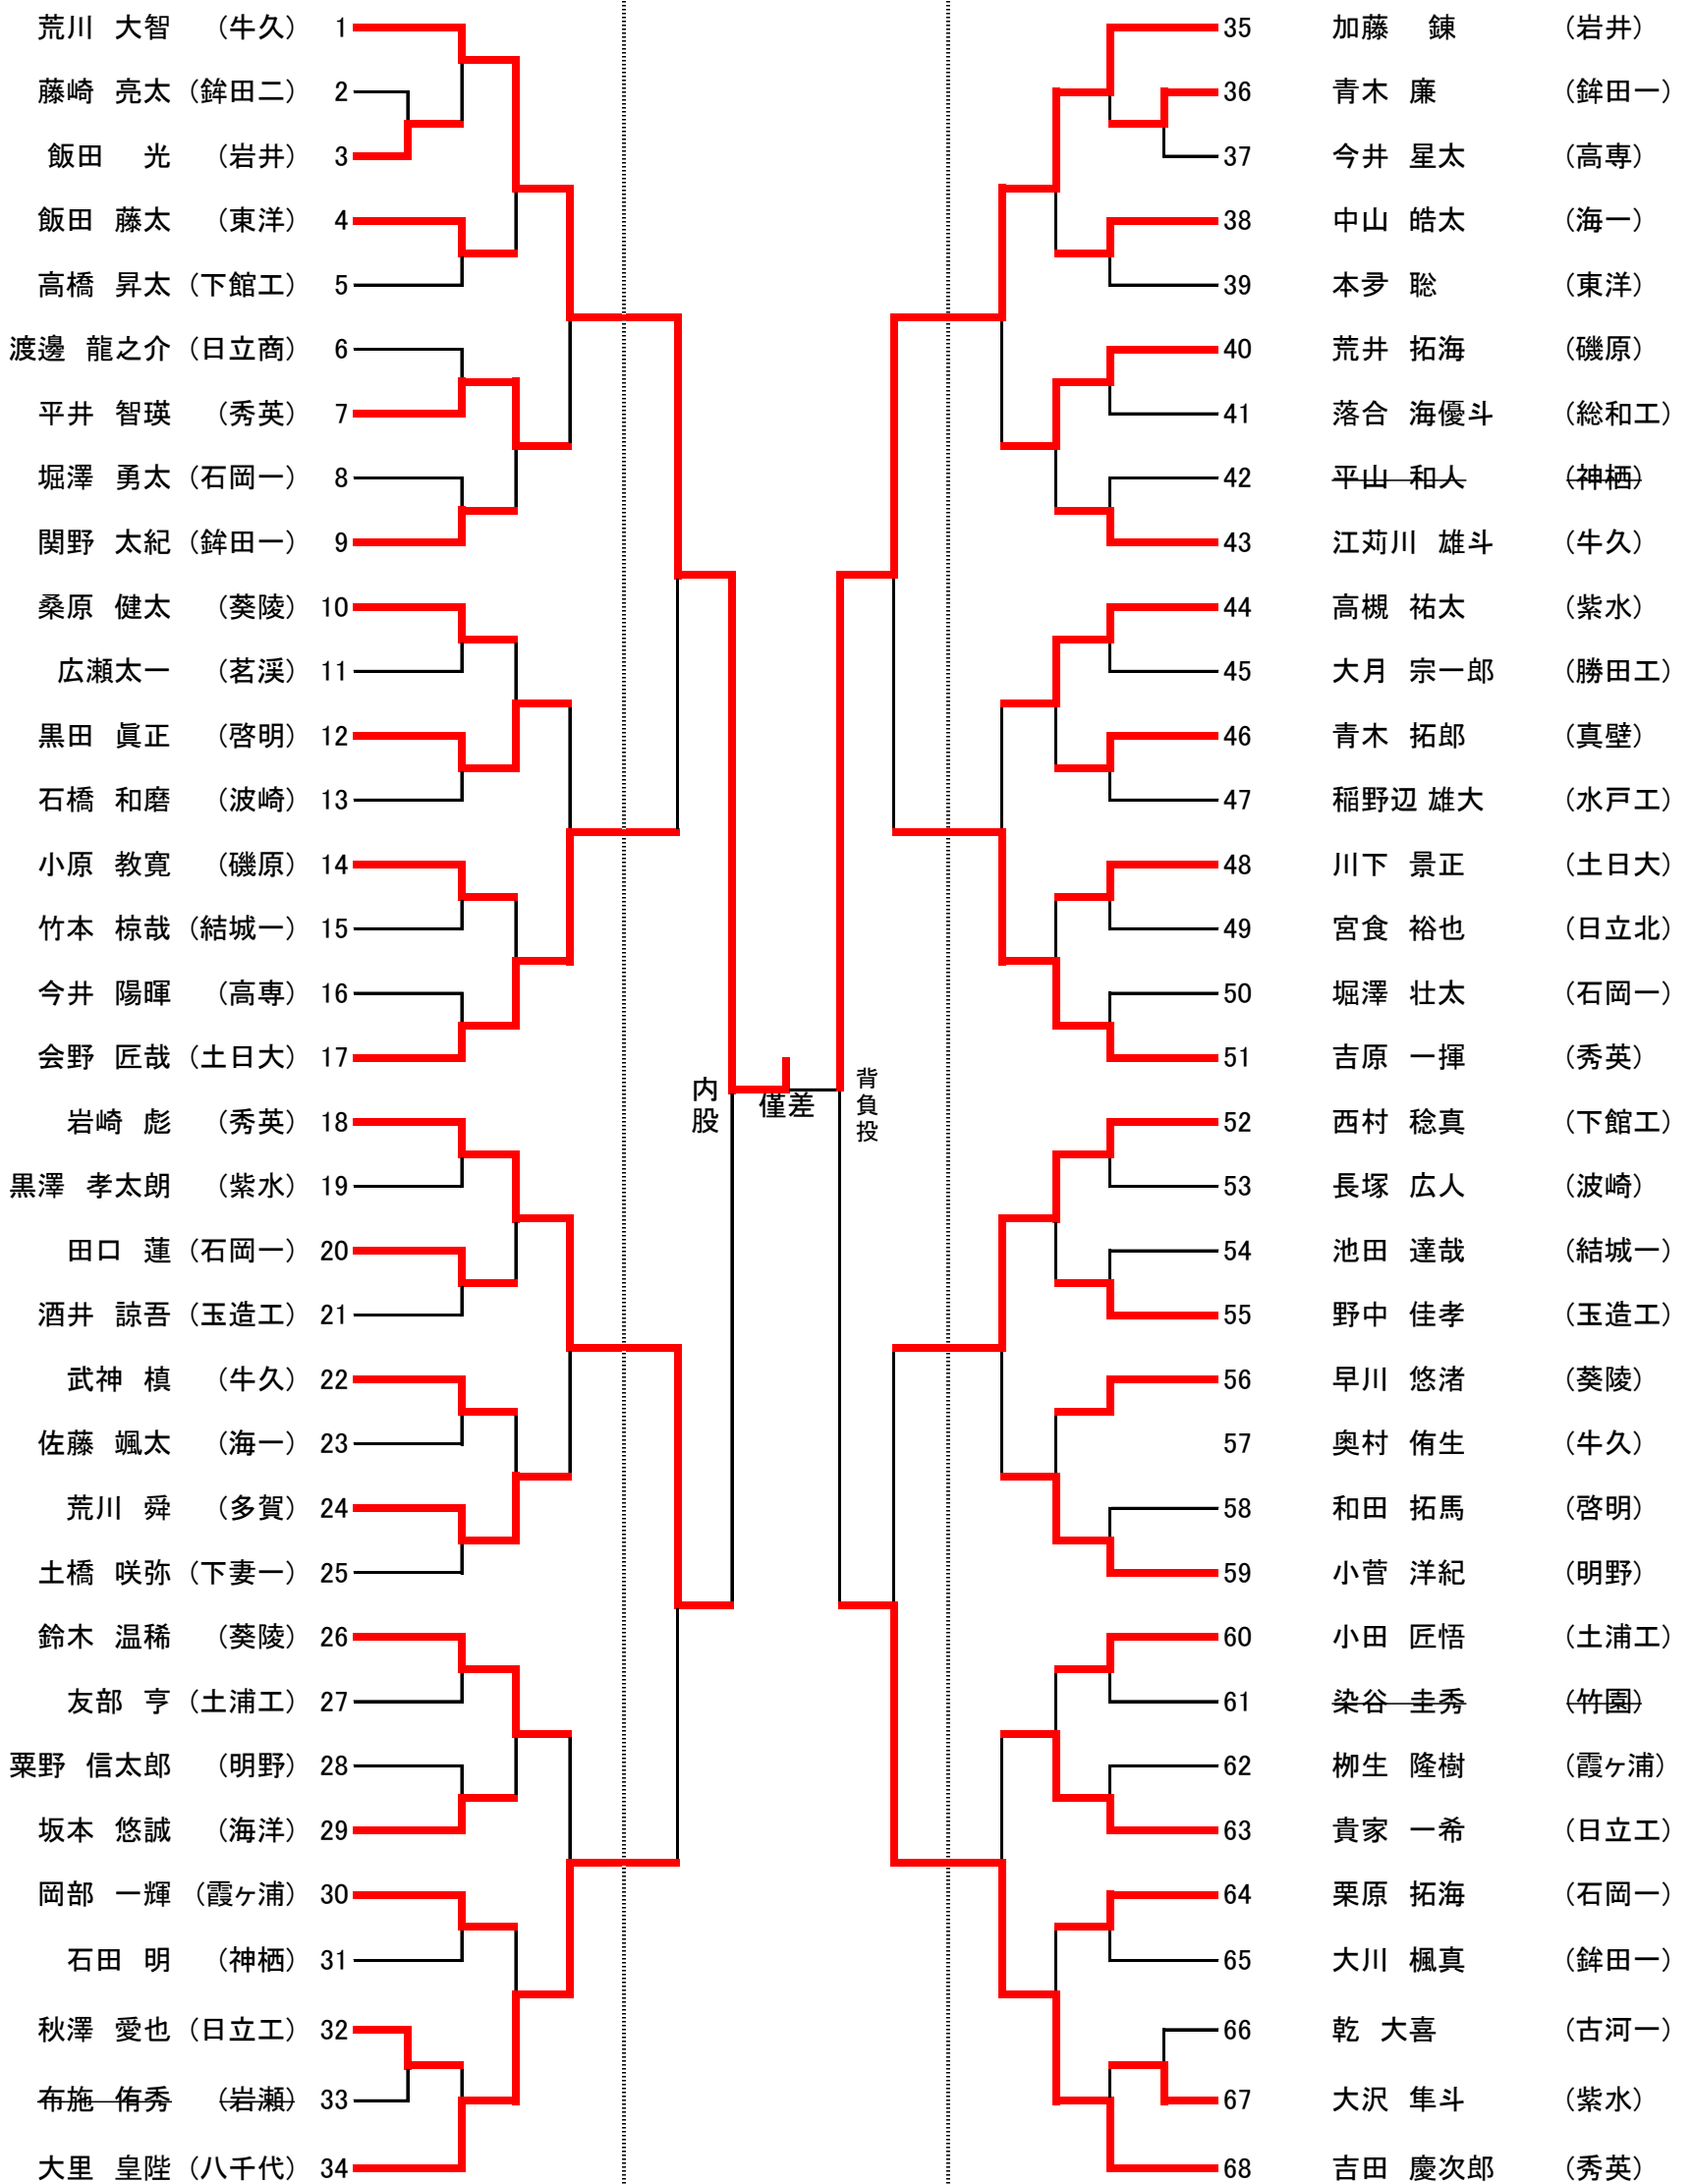 荒川 大智 （牛久） 1
藤崎 亮太 （鉾田二） 2
飯田 光 （岩井） 3
飯田 藤太 （東洋） 4
高橋 昇太 （下館工） 5
渡邊 龍之介 （日立商） 6
平井 智瑛 （秀英） 7
堀澤 勇太 （石岡一） 8
関野 太紀 （鉾田一） 9
桑原 健太 （葵陵） 10
広瀬太一 （茗渓） 11
黒田 眞正 （啓明） 12
石橋 和磨 （波崎） 13
小原 教寛 （磯原） 14
竹本 椋哉 （結城一） 15
今井 陽暉 （高専） 16
会野 匠哉 （土日大） 17
岩崎 彪 （秀英） 18
黒澤 孝太朗 （紫水） 19
田口 蓮 （石岡一） 20
酒井 諒吾 （玉造工） 21
武神 槙 （牛久） 22
佐藤 颯太 （海一） 23
荒川 舜 （多賀） 24
土橋 咲弥 （下妻一） 25
鈴木 温稀 （葵陵） 26
友部 亨 （土浦工） 27
粟野 信太郎 （明野） 28
坂本 悠誠 （海洋） 29
岡部 一輝 （霞ヶ浦） 30
石田 明 （神栖） 31
秋澤 愛也 （日立工） 32
布施 侑秀 （岩瀬） 33
大里 皇陛 （八千代） 34
内股
僅差
背負投
35 加藤 錬 （岩井）
36 青木 廉 （鉾田一）
37 今井 星太 （高専）
38 中山 皓太 （海一）
39 本夛 聡 （東洋）
40 荒井 拓海 （磯原）
41 落合 海優斗 （総和工）
42 平山 和人 （神栖）
43 江苅川 雄斗 （牛久）
44 高槻 祐太 （紫水）
45 大月 宗一郎 （勝田工）
46 青木 拓郎 （真壁）
47 稲野辺 雄大 （水戸工）
48 川下 景正 （土日大）
49 宮食 裕也 （日立北）
50 堀澤 壮太 （石岡一）
51 吉原 一揮 （秀英）
52 西村 稔真 （下館工）
53 長塚 広人 （波崎）
54 池田 達哉 （結城一）
55 野中 佳孝 （玉造工）
56 早川 悠渚 （葵陵）
57 奥村 侑生 （牛久）
58 和田 拓馬 （啓明）
59 小菅 洋紀 （明野）
60 小田 匠悟 （土浦工）
61 染谷 圭秀 （竹園）
62 栁生 隆樹 （霞ヶ浦）
63 貴家 一希 （日立工）
64 栗原 拓海 （石岡一）
65 大川 楓真 （鉾田一）
66 乾 大喜 （古河一）
67 大沢 隼斗 （紫水）
68 吉田 慶次郎 （秀英）